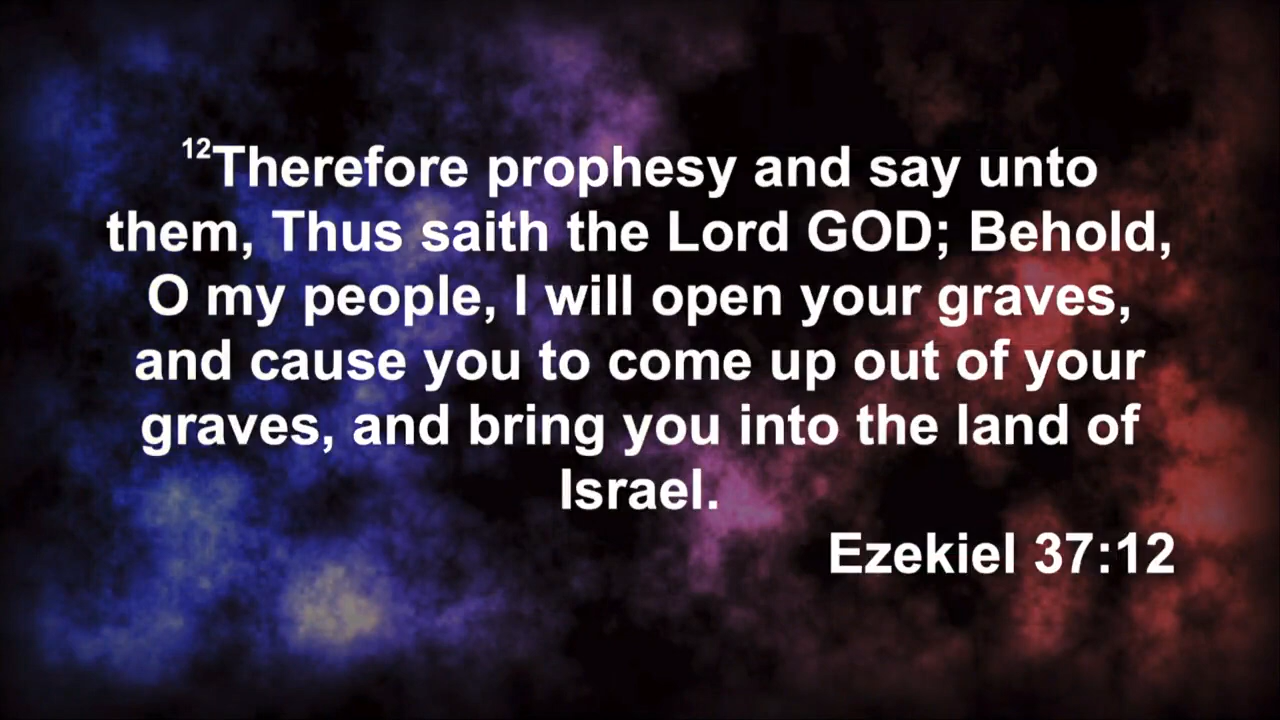 12Therefore prophesy and say unto
them, Thus saith the Lord GOD; Behold,
O my people, I will open your graves,
and cause you to come up out of your
graves, and bring you into the land of
Israel.
Ezekiel 37:12